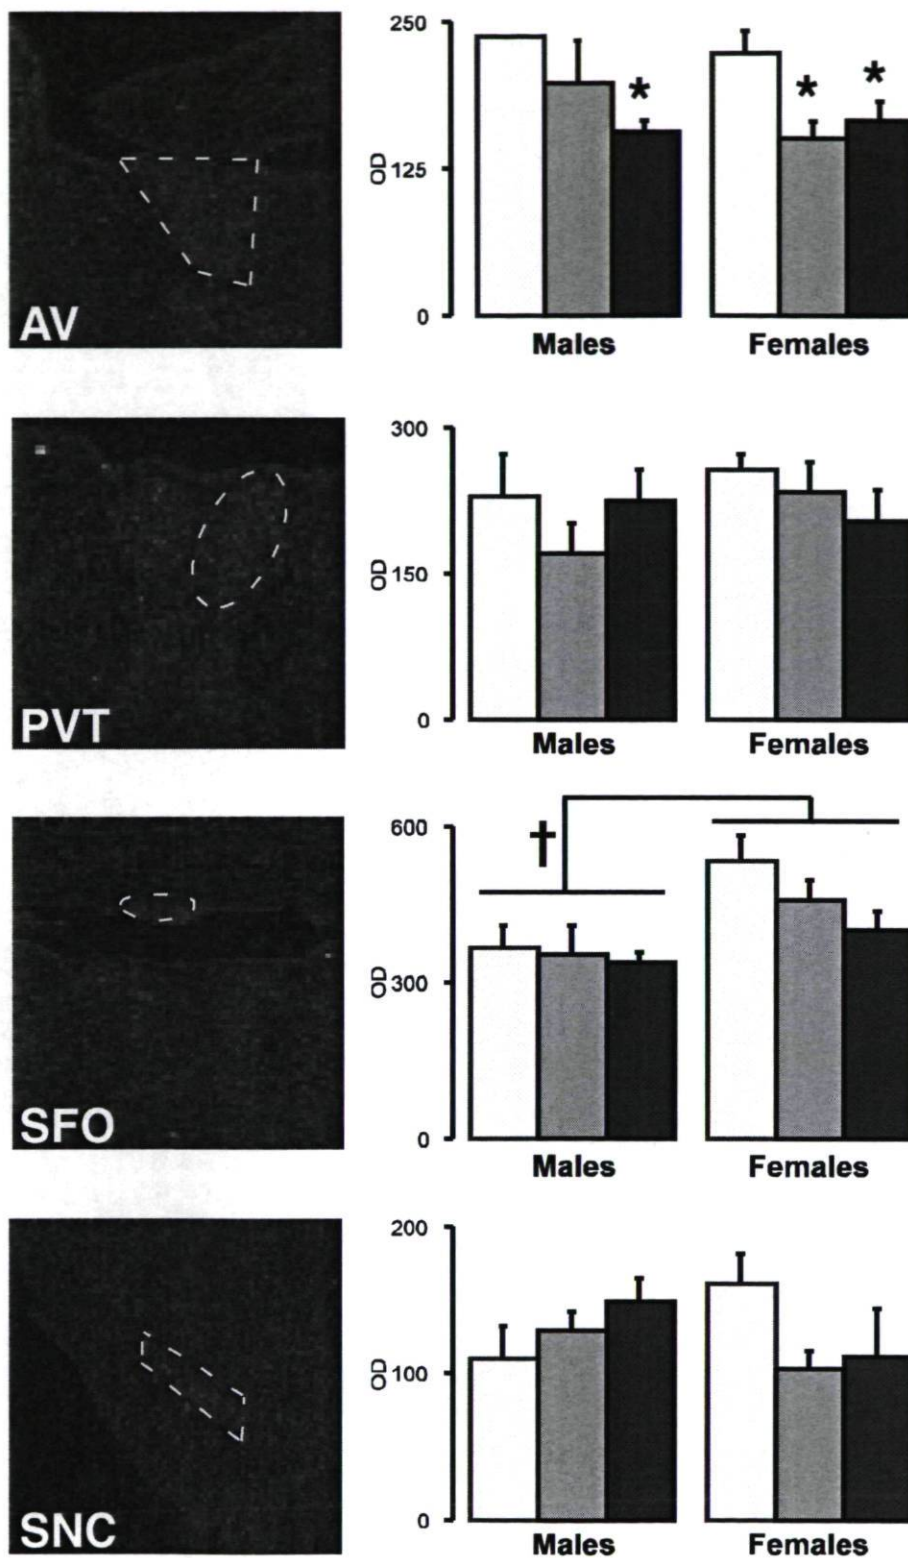 AV
250
*
*
*
125
OD
0
Males
Females
PVT
300
150
OD
0
Males
Females
SFO
600
†
300
OD
0
Males
Females
SNC
200
100
OD
0
Males
Females